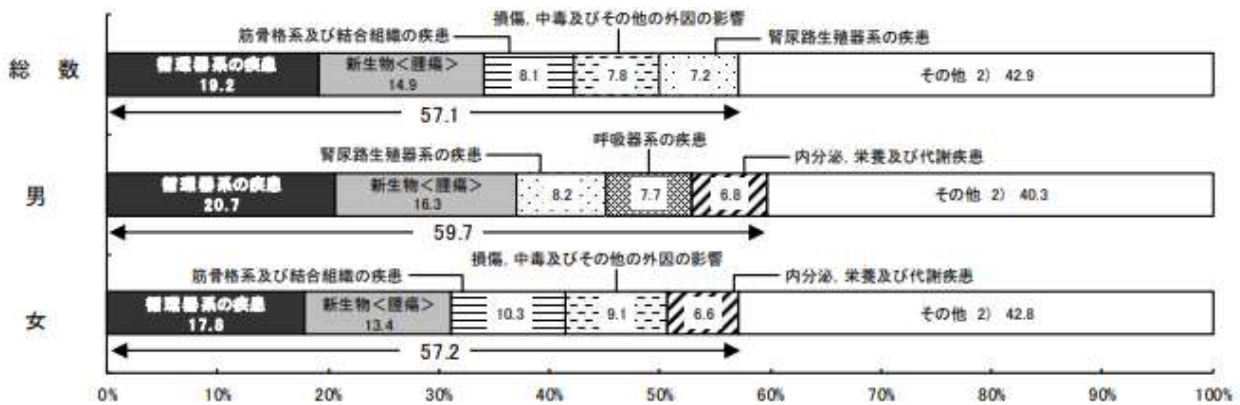 損傷，中毒及びその他の外因の影響
筋骨格系及び結合組織の疾患
腎尿路生殖器系の疾患
総 数
循環器系の疾患
19.2
新生物<腫瘍>
14.9
8.1
7.8
7.2
その他 2) 42.9
57.1
呼吸器系の疾患
腎尿路生殖器系の疾患
内分泌，栄養及び代謝疾患
男
循環器系の疾患
20.7
新生物<腫瘍>
16.3
8.2
7.7
6.8
その他 2) 40.3
59.7
損傷，中毒及びその他の外因の影響
筋骨格系及び結合組織の疾患
内分泌，栄養及び代謝疾患
女
循環器系の疾患
17.8
新生物<腫瘍>
13.4
10.3
9.1
6.6
その他 2) 42.8
57.2
0% 10% 20% 30% 40% 50% 60% 70% 80% 90% 100%